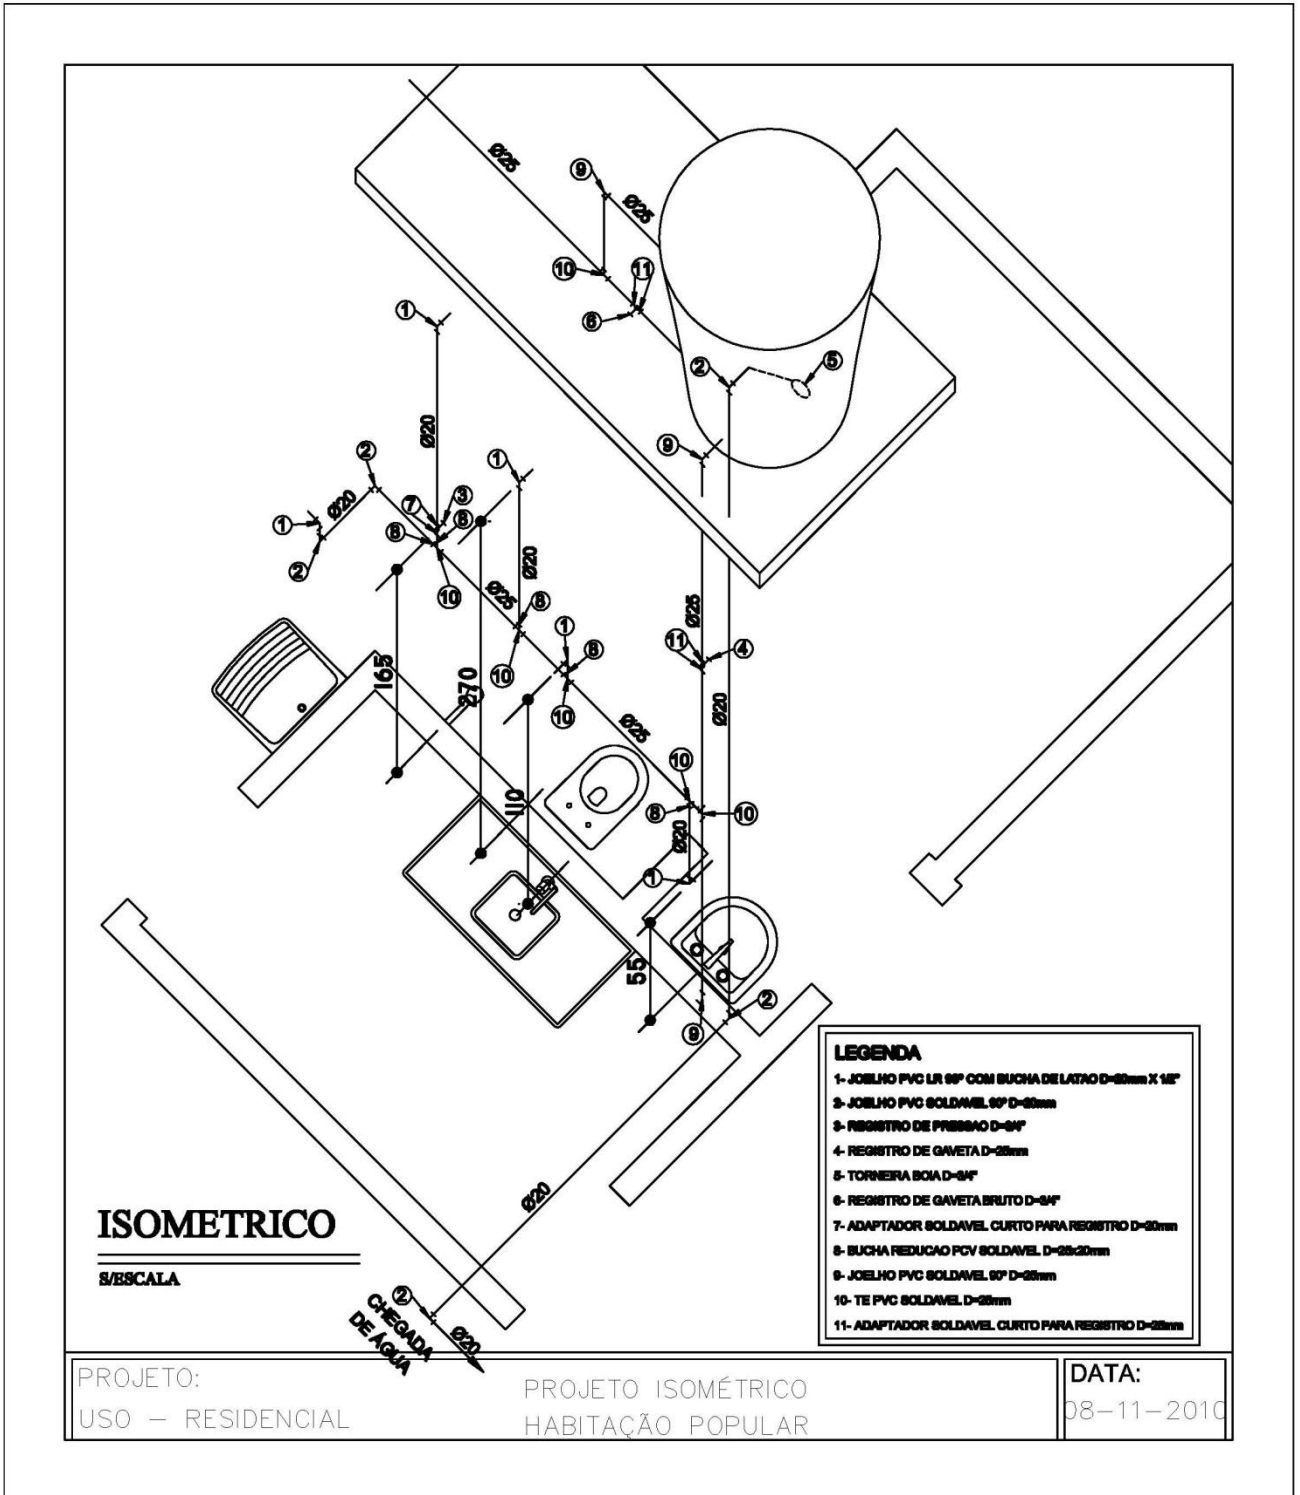 Ø25
9
Ø25
10
11
6
1
2
5
Ø20
9
2
1
7
3
Ø20
1
8
8
2
10
Ø20
Ø25
8
1
8
10
10
Ø25
11
4
Ø25
Ø20
165
270
110
10
8
10
Ø20
1
55
2
9
Ø20
LEGENDA
1- JOELHO PVC LR 90º COM BUCHA DE LATAO D=20mm X 1/2"
2- JOELHO PVC SOLDAVEL 90º D=20mm
3- REGISTRO DE PRESSAO D=3/4"
4- REGISTRO DE GAVETA D=25mm
5- TORNEIRA BOIA D=3/4"
6- REGISTRO DE GAVETA BRUTO D=3/4"
7- ADAPTADOR SOLDAVEL CURTO PARA REGISTRO D=20mm
8- BUCHA REDUCAO PCV SOLDAVEL D=25x20mm
9- JOELHO PVC SOLDAVEL 90º D=25mm
10- TE PVC SOLDAVEL D=25mm
11- ADAPTADOR SOLDAVEL CURTO PARA REGISTRO D=25mm
ISOMETRICO
S/ESCALA
2
CHEGADA
DE ÁGUA
Ø20
PROJETO:
USO – RESIDENCIAL
PROJETO ISOMÉTRICO
HABITAÇÃO POPULAR
DATA:
08-11-2010